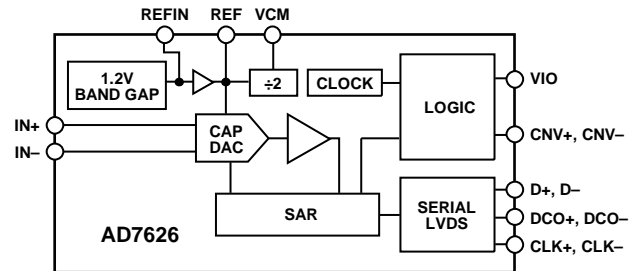 REFIN REF VCM
1.2V
BAND GAP
÷2
CLOCK
LOGIC
VIO
CNV+, CNV–
IN+
IN–
CAP
DAC
SAR
SERIAL
LVDS
D+, D–
DCO+, DCO–
CLK+, CLK–
AD7626